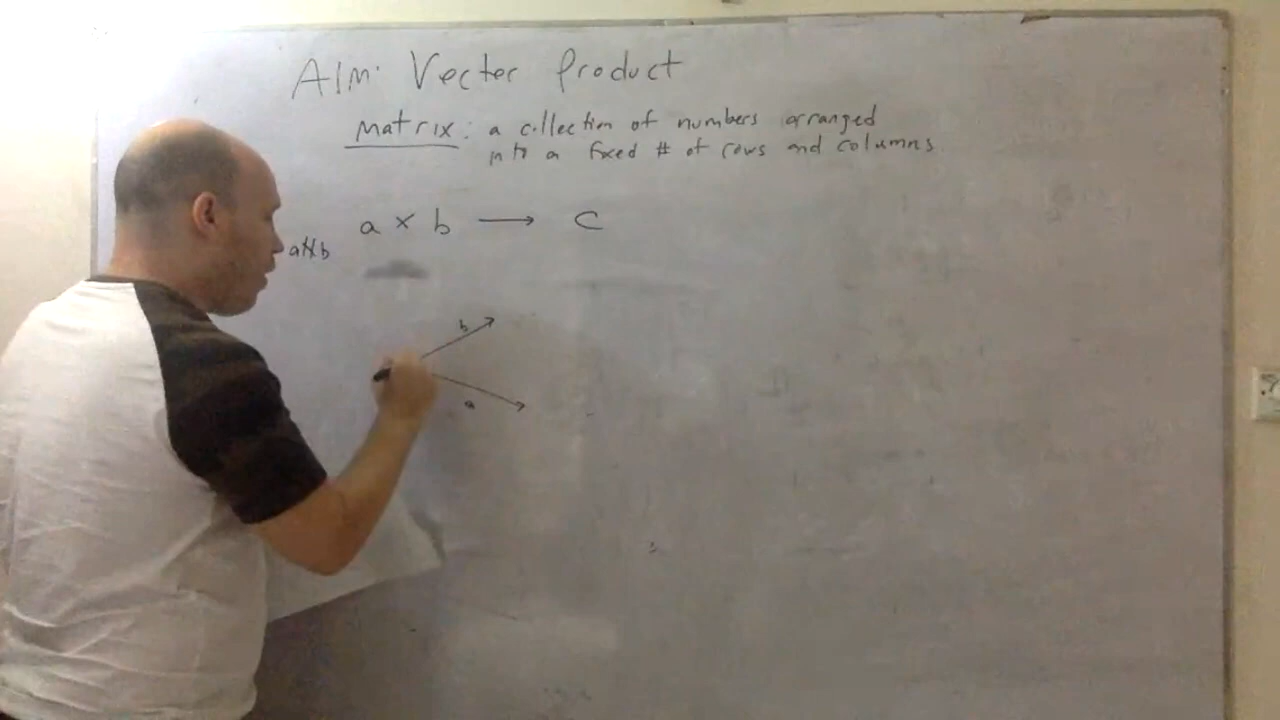 AIM: Vector Product
Matrix: a collection of numbers arranged
into a fixed # of rows and columns
a × b → c
b
a